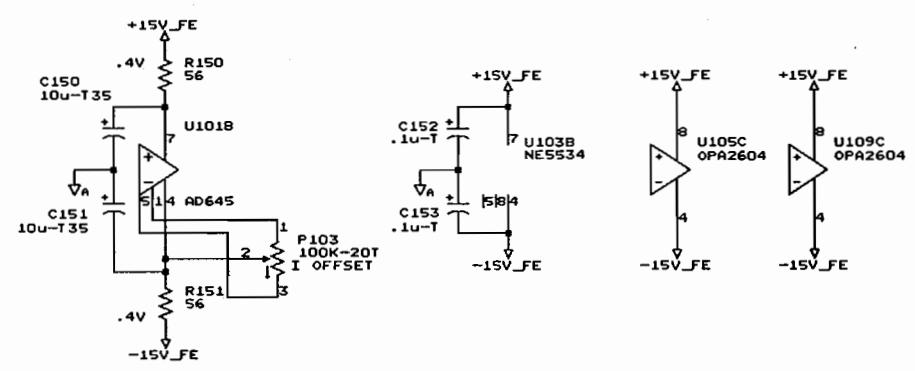 +15V_FE
.4V
R150
56
C150
10u-T35
+
7
U101B
+
-
A
+
5 1 4
AD645
C151
10u-T35
1
P103
100K-20T
I OFFSET
2
3
R151
56
.4V
-15V_FE
+15V_FE
+
C152
.1u-T
7
U103B
NE5534
A
+
C153
.1u-T
5 8 4
-15V_FE
+15V_FE
8
U105C
OPA2604
+
-
4
-15V_FE
+15V_FE
8
U109C
OPA2604
+
-
4
-15V_FE